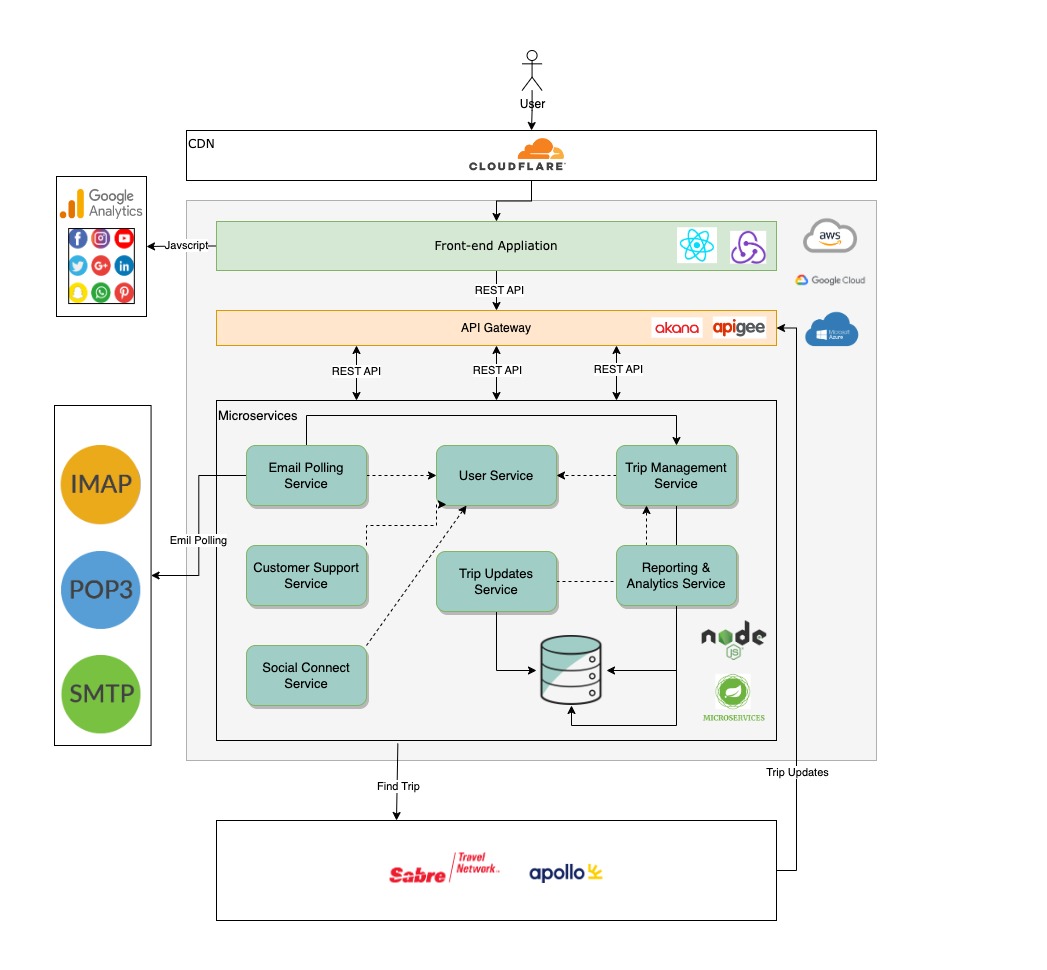 User
CDN
CLOUDFLARE
Google
Analytics
Javscript
Front-end Appliation
aws
Google Cloud
REST API
API Gateway
akana
apigee
Microsoft
Azure
REST API
REST API
REST API
Microservices
Email Polling
Service
User Service
Trip Management
Service
IMAP
Emil Polling
Customer Support
Service
Trip Updates
Service
Reporting &
Analytics Service
POP3
Social Connect
Service
node
JS
SMTP
MICROSERVICES
Trip Updates
Find Trip
Sabre
Travel
Network
apollo